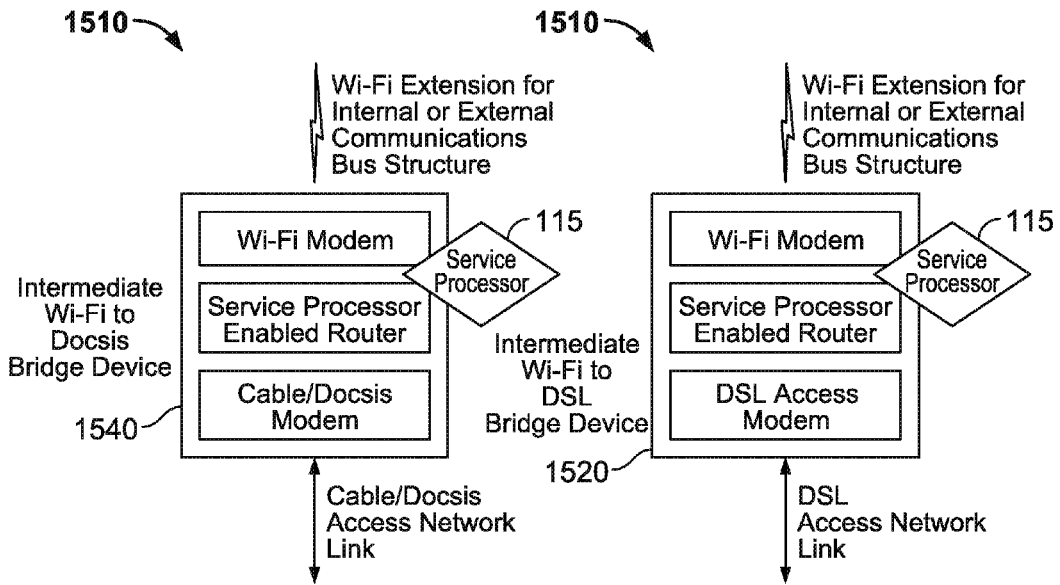 1510
Wi-Fi Extension for
Internal or External
Communications
Bus Structure
115
Wi-Fi Modem
Service
Processor
Service Processor
Enabled Router
Cable/Docsis
Modem
Intermediate
Wi-Fi to
Docsis
Bridge Device
1540
Cable/Docsis
Access Network
Link
1510
Wi-Fi Extension for
Internal or External
Communications
Bus Structure
115
Wi-Fi Modem
Service
Processor
Service Processor
Enabled Router
DSL Access
Modem
Intermediate
Wi-Fi to
DSL
Bridge Device
1520
DSL
Access Network
Link